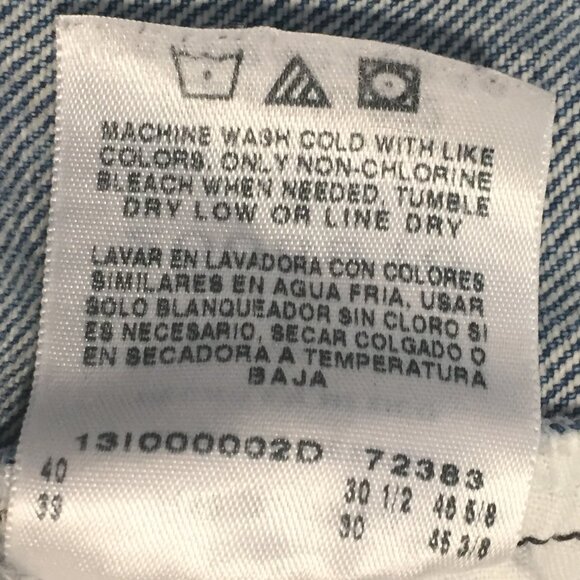 MACHINE WASH COLD WITH LIKE
COLORS. ONLY NON-CHLORINE
BLEACH WHEN NEEDED, TUMBLE
DRY LOW OR LINE DRY
LAVAR EN LAVADORA CON COLORES
SIMILARES EN AGUA FRIA, USAR
SOLO BLANQUEADOR SIN CLORO SI
ES NECESARIO, SECAR COLGADO O
EN SECADORA A TEMPERATURA
BAJA
13I000002D 72383
40 30 1/2 46 5/8
39 30 45 3/8